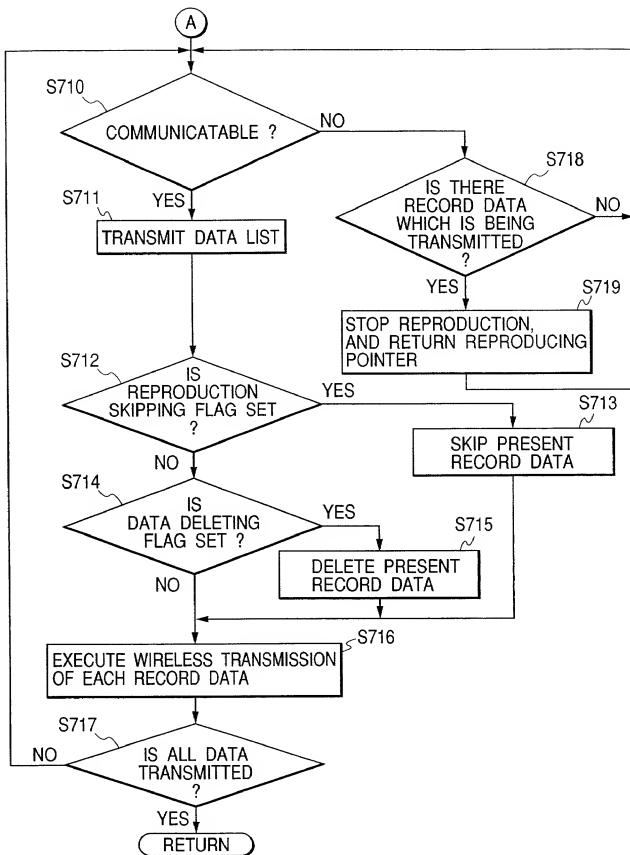 A
S710
COMMUNICATABLE ?
NO
YES
S711
TRANSMIT DATA LIST
S718
IS THERE
RECORD DATA
WHICH IS BEING
TRANSMITTED
?
NO
YES
S719
STOP REPRODUCTION,
AND RETURN REPRODUCING
POINTER
S712
IS
REPRODUCTION
SKIPPING FLAG SET
?
YES
NO
S713
SKIP PRESENT
RECORD DATA
S714
IS
DATA DELETING
FLAG SET ?
YES
NO
S715
DELETE PRESENT
RECORD DATA
S716
EXECUTE WIRELESS TRANSMISSION
OF EACH RECORD DATA
S717
IS ALL DATA
TRANSMITTED
?
NO
YES
RETURN